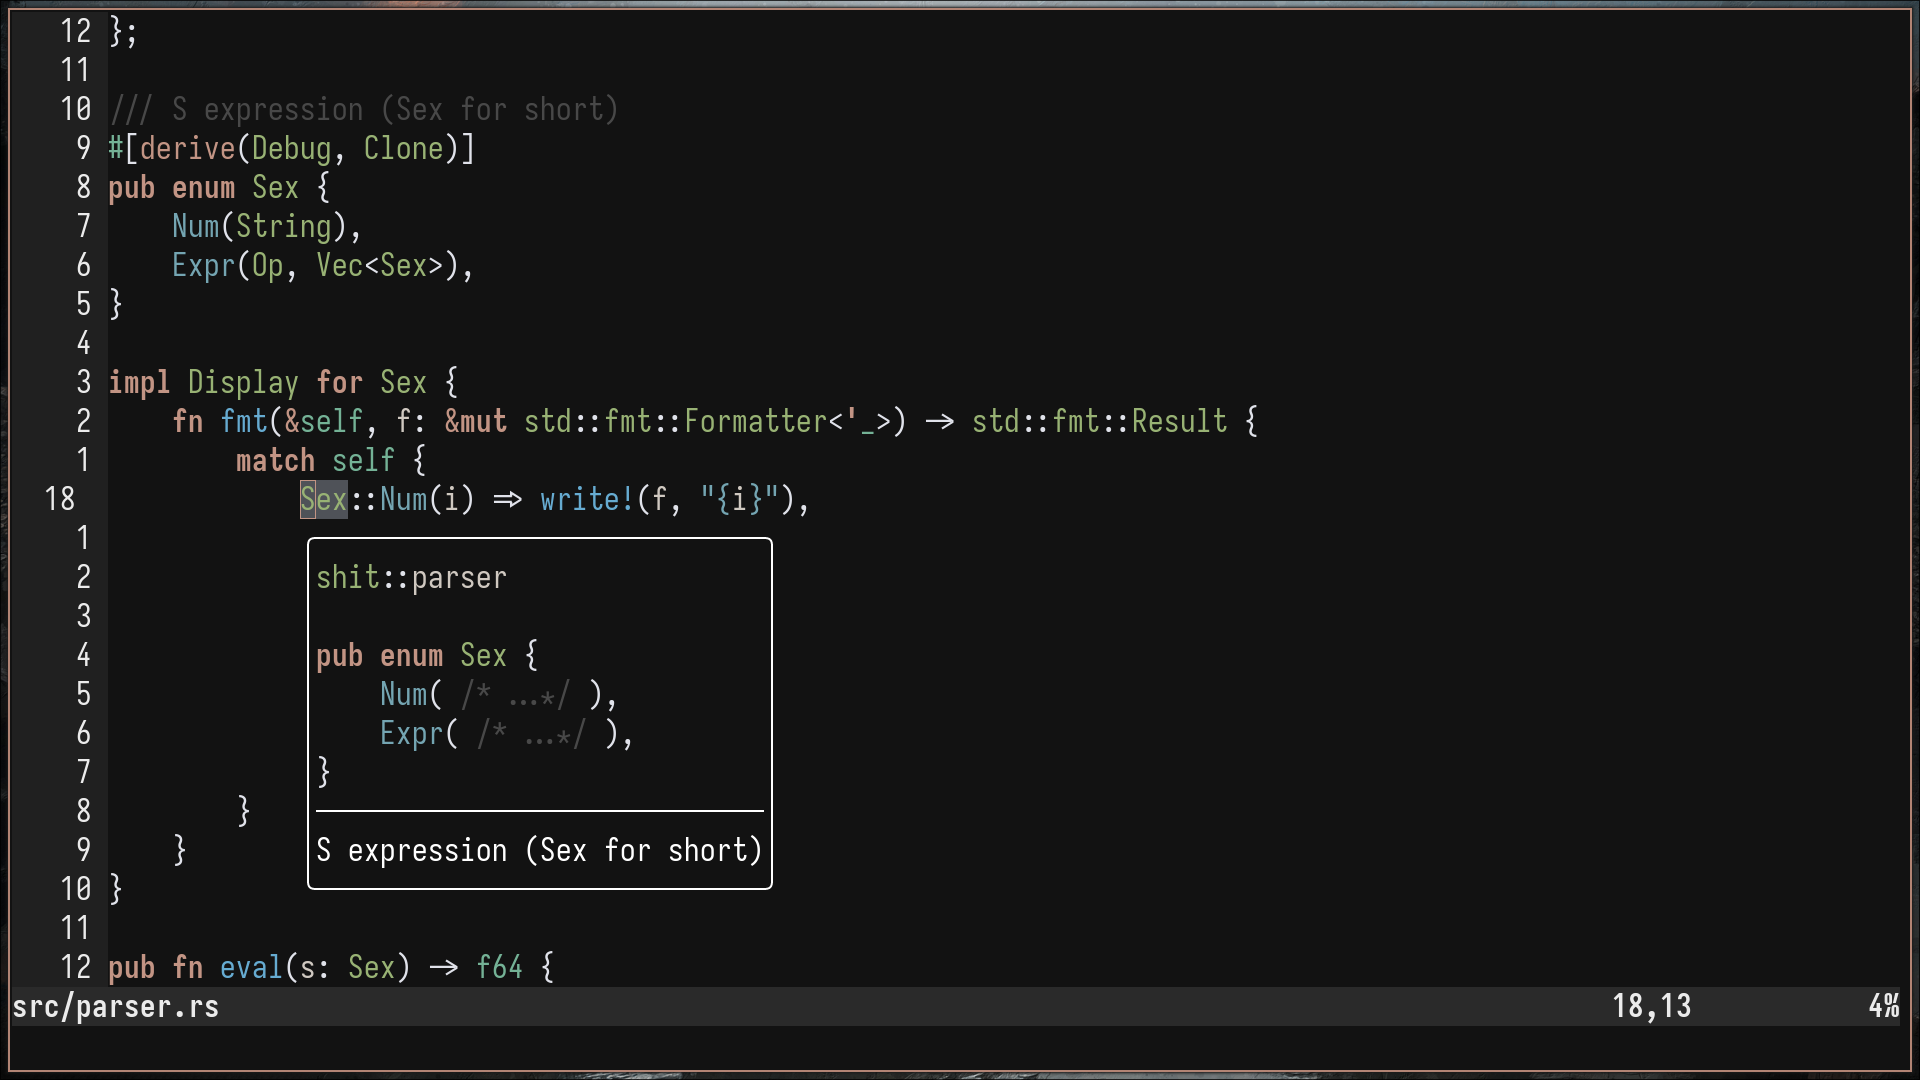 12 };
11
10 /// S expression (Sex for short)
9 #[derive(Debug, Clone)]
8 pub enum Sex {
7     Num(String),
6     Expr(Op, Vec<Sex>),
5 }
4
3 impl Display for Sex {
2     fn fmt(&self, f: &mut std::fmt::Formatter<'_>) -> std::fmt::Result {
1         match self {
18             Sex::Num(i) => write!(f, "{i}"),
1
2 shit::parser
3
4 pub enum Sex {
5     Num( /* ...*/ ),
6     Expr( /* ...*/ ),
7 }
8         }
9     } S expression (Sex for short)
10 }
11
12 pub fn eval(s: Sex) -> f64 {
src/parser.rs 18,13 4%